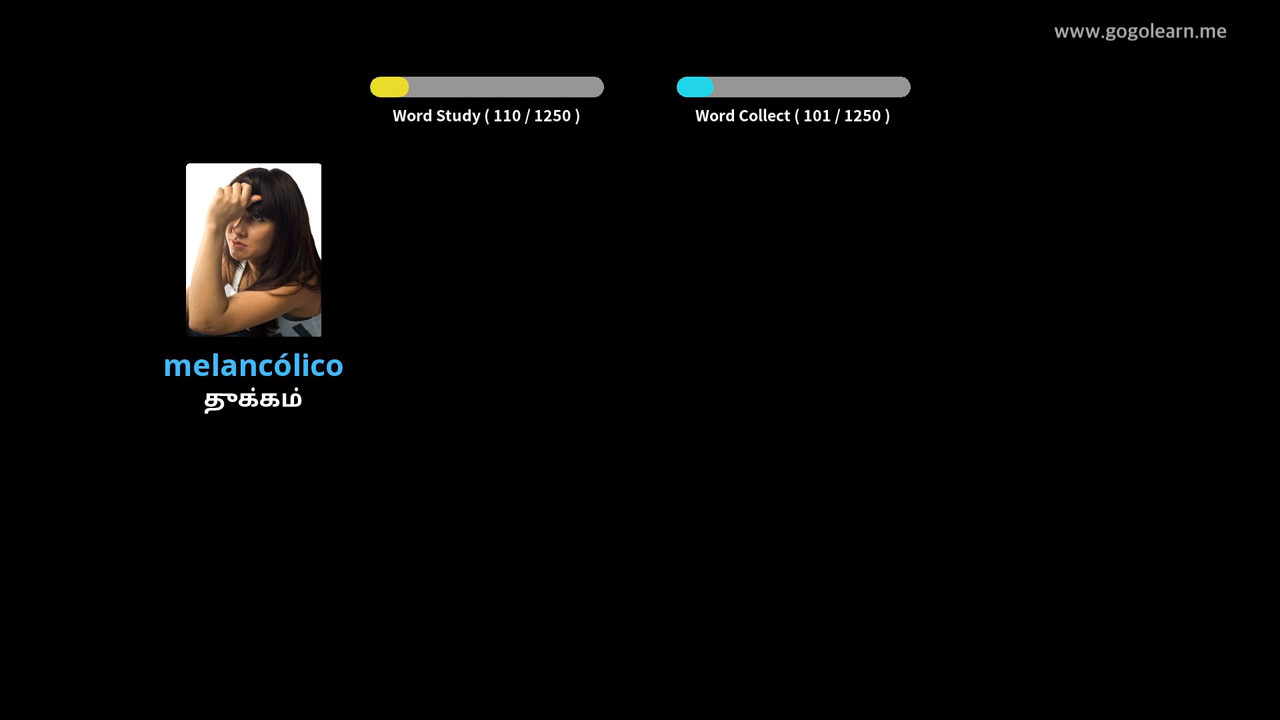 www.gogolearn.me
Word Study ( 110 / 1250 )
Word Collect ( 101 / 1250 )
melancólico
துக்கம்